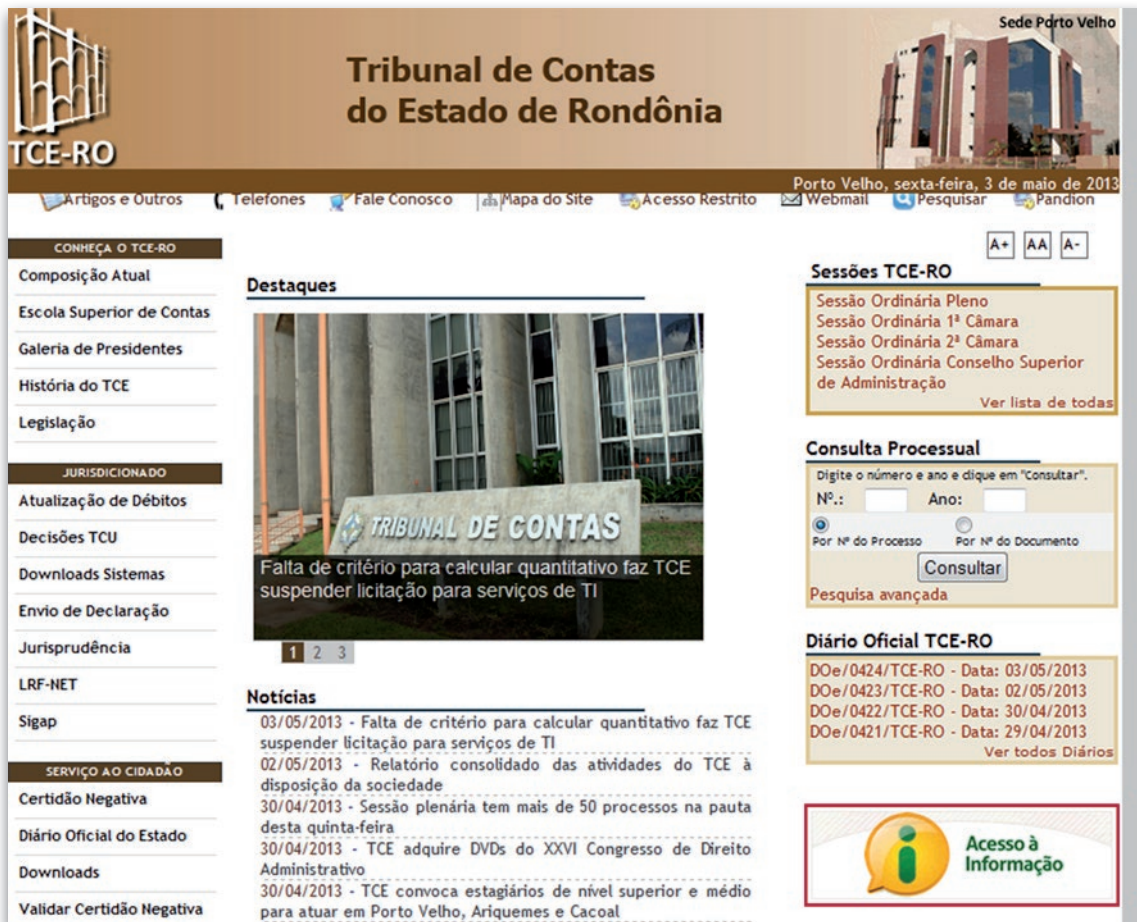 Sede Porto Velho
TCE-RO
Tribunal de Contas
do Estado de Rondônia
Porto Velho, sexta-feira, 3 de maio de 2013
Artigos e Outros
Telefones
Fale Conosco
Mapa do Site
Acesso Restrito
Webmail
Pesquisar
Pandion
CONHEÇA O TCE-RO
Composição Atual
Escola Superior de Contas
Galeria de Presidentes
História do TCE
Legislação
JURISDICIONADO
Atualização de Débitos
Decisões TCU
Downloads Sistemas
Envio de Declaração
Jurisprudência
LRF-NET
Sigap
SERVIÇO AO CIDADÃO
Certidão Negativa
Diário Oficial do Estado
Downloads
Validar Certidão Negativa
Destaques
TRIBUNAL DE CONTAS
Falta de critério para calcular quantitativo faz TCE
suspender licitação para serviços de TI
1 2 3
Notícias
03/05/2013 - Falta de critério para calcular quantitativo faz TCE
suspender licitação para serviços de TI
02/05/2013 - Relatório consolidado das atividades do TCE à
disposição da sociedade
30/04/2013 - Sessão plenária tem mais de 50 processos na pauta
desta quinta-feira
30/04/2013 - TCE adquire DVDs do XXVI Congresso de Direito
Administrativo
30/04/2013 - TCE convoca estagiários de nível superior e médio
para atuar em Porto Velho, Ariquemes e Cacoal
A+ AA A-
Sessões TCE-RO
Sessão Ordinária Pleno
Sessão Ordinária 1ª Câmara
Sessão Ordinária 2ª Câmara
Sessão Ordinária Conselho Superior
de Administração
Ver lista de todas
Consulta Processual
Digite o número e ano e clique em "Consultar".
Nº.: Ano:
Por Nº do Processo Por Nº do Documento
Consultar
Pesquisa avançada
Diário Oficial TCE-RO
DOe/0424/TCE-RO - Data: 03/05/2013
DOe/0423/TCE-RO - Data: 02/05/2013
DOe/0422/TCE-RO - Data: 30/04/2013
DOe/0421/TCE-RO - Data: 29/04/2013
Ver todos Diários
Acesso à
Informação